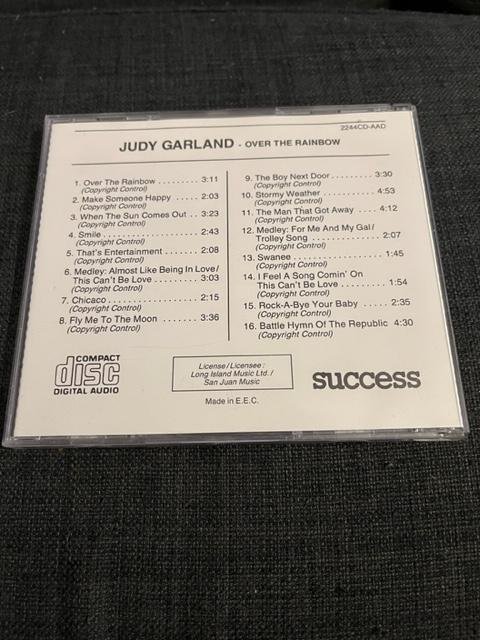 2244CD-AAD
JUDY GARLAND - OVER THE RAINBOW
1. Over The Rainbow ......... 3:11
(Copyright Control)
2. Make Someone Happy ..... 2:03
(Copyright Control)
3. When The Sun Comes Out .. 3:23
(Copyright Control)
4. Smile .................. 2:43
(Copyright Control)
5. That's Entertainment ....... 2:08
(Copyright Control)
6. Medley: Almost Like Being In Love/
This Can't Be Love ........ 3:03
(Copyright Control)
7. Chicaco ................ 2:15
(Copyright Control)
8. Fly Me To The Moon ....... 3:36
(Copyright Control)
9. The Boy Next Door ......... 3:30
(Copyright Control)
10. Stormy Weather ........... 4:53
(Copyright Control)
11. The Man That Got Away .... 4:12
(Copyright Control)
12. Medley: For Me And My Gal/
Trolley Song ............. 2:07
(Copyright Control)
13. Swanee ................. 1:45
(Copyright Control)
14. I Feel A Song Comin' On
This Can't Be Love ........ 1:54
(Copyright Control)
15. Rock-A-Bye Your Baby ..... 2:35
(Copyright Control)
16. Battle Hymn Of The Republic 4:30
(Copyright Control)
COMPACT
disc
DIGITAL AUDIO
License/Licensee:
Long Island Music Ltd./
San Juan Music
success
Made in E.E.C.